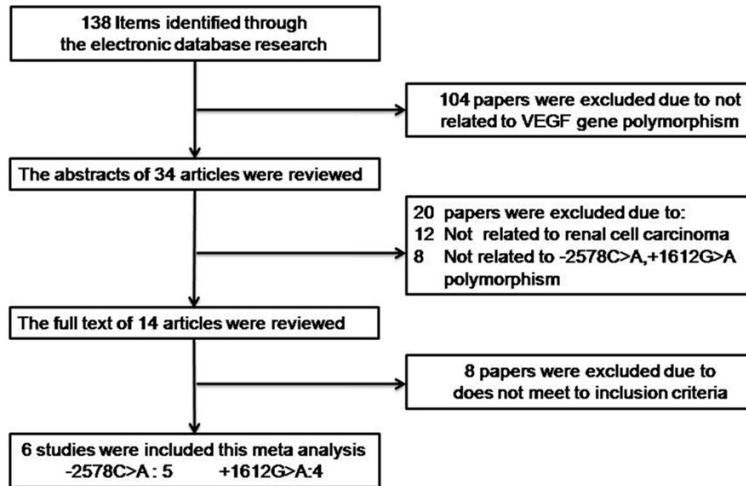 138 Items identified through
the electronic database research
104 papers were excluded due to not
related to VEGF gene polymorphism
The abstracts of 34 articles were reviewed
20 papers were excluded due to:
12 Not related to renal cell carcinoma
8 Not related to -2578C>A,+1612G>A
polymorphism
The full text of 14 articles were reviewed
8 papers were excluded due to
does not meet to inclusion criteria
6 studies were included this meta analysis
-2578C>A : 5 +1612G>A:4